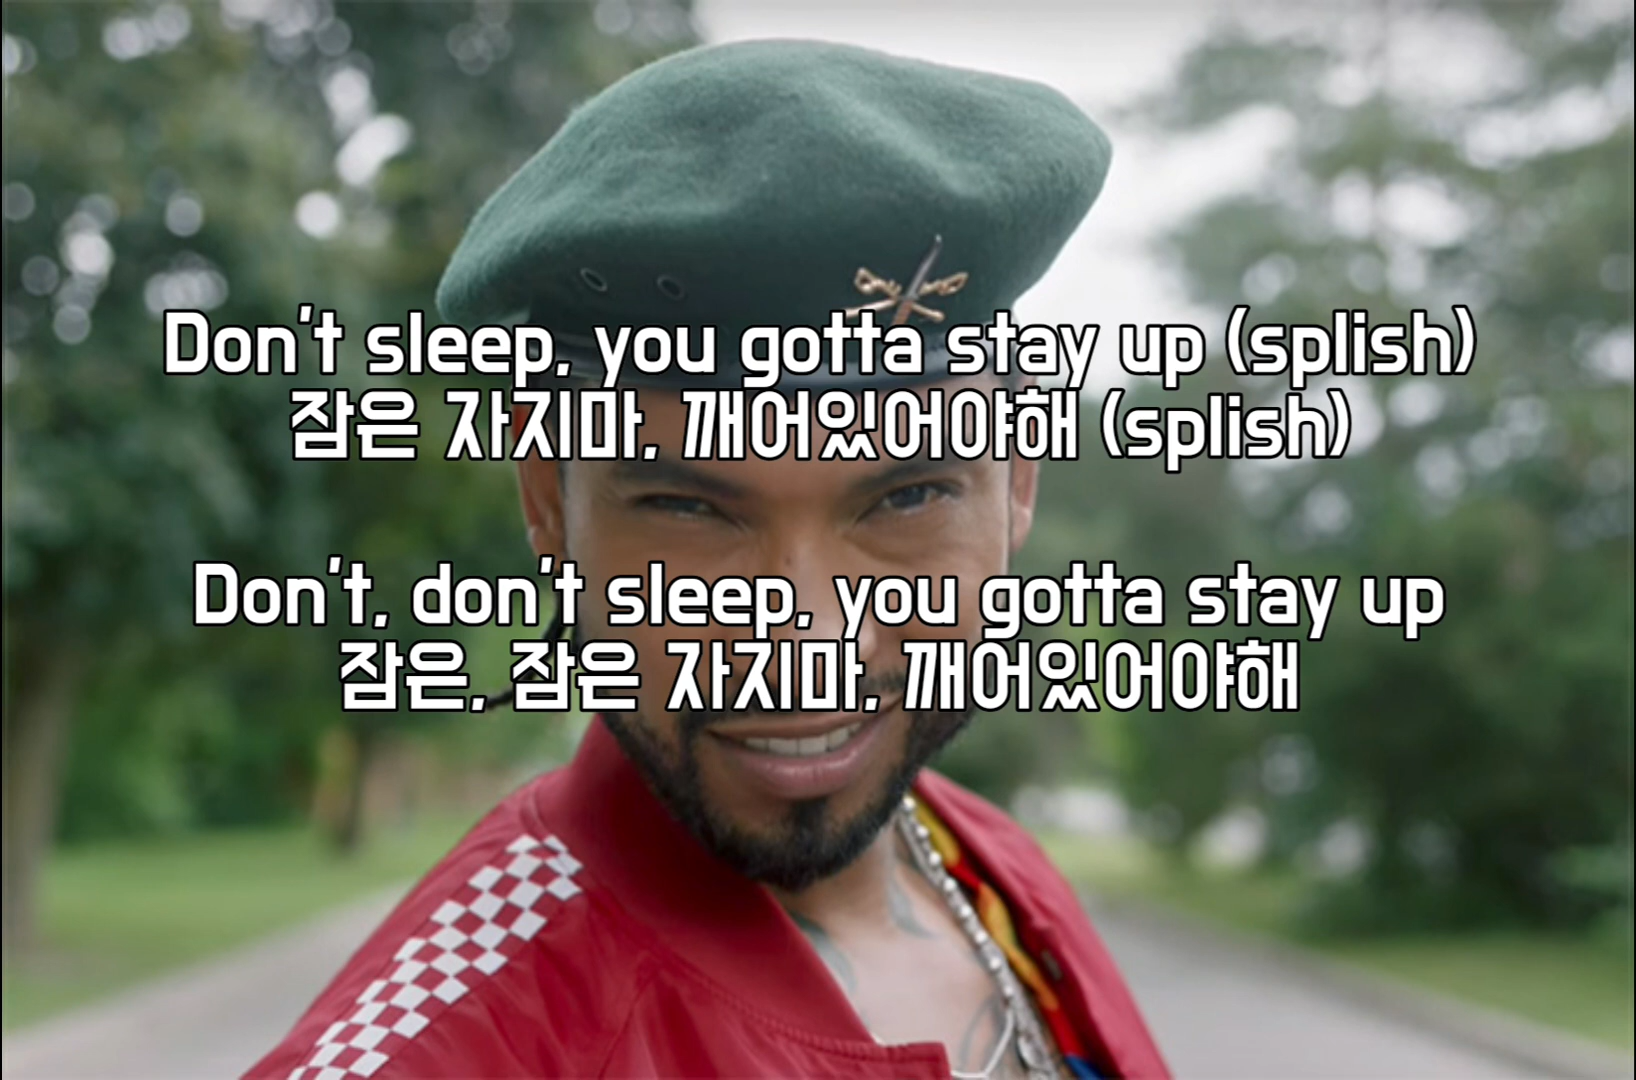 Don't sleep, you gotta stay up (splish)
잠은 자지마, 깨어있어야해 (splish)
Don't, don't sleep, you gotta stay up
잠은, 잠은 자지마, 깨어있어야해